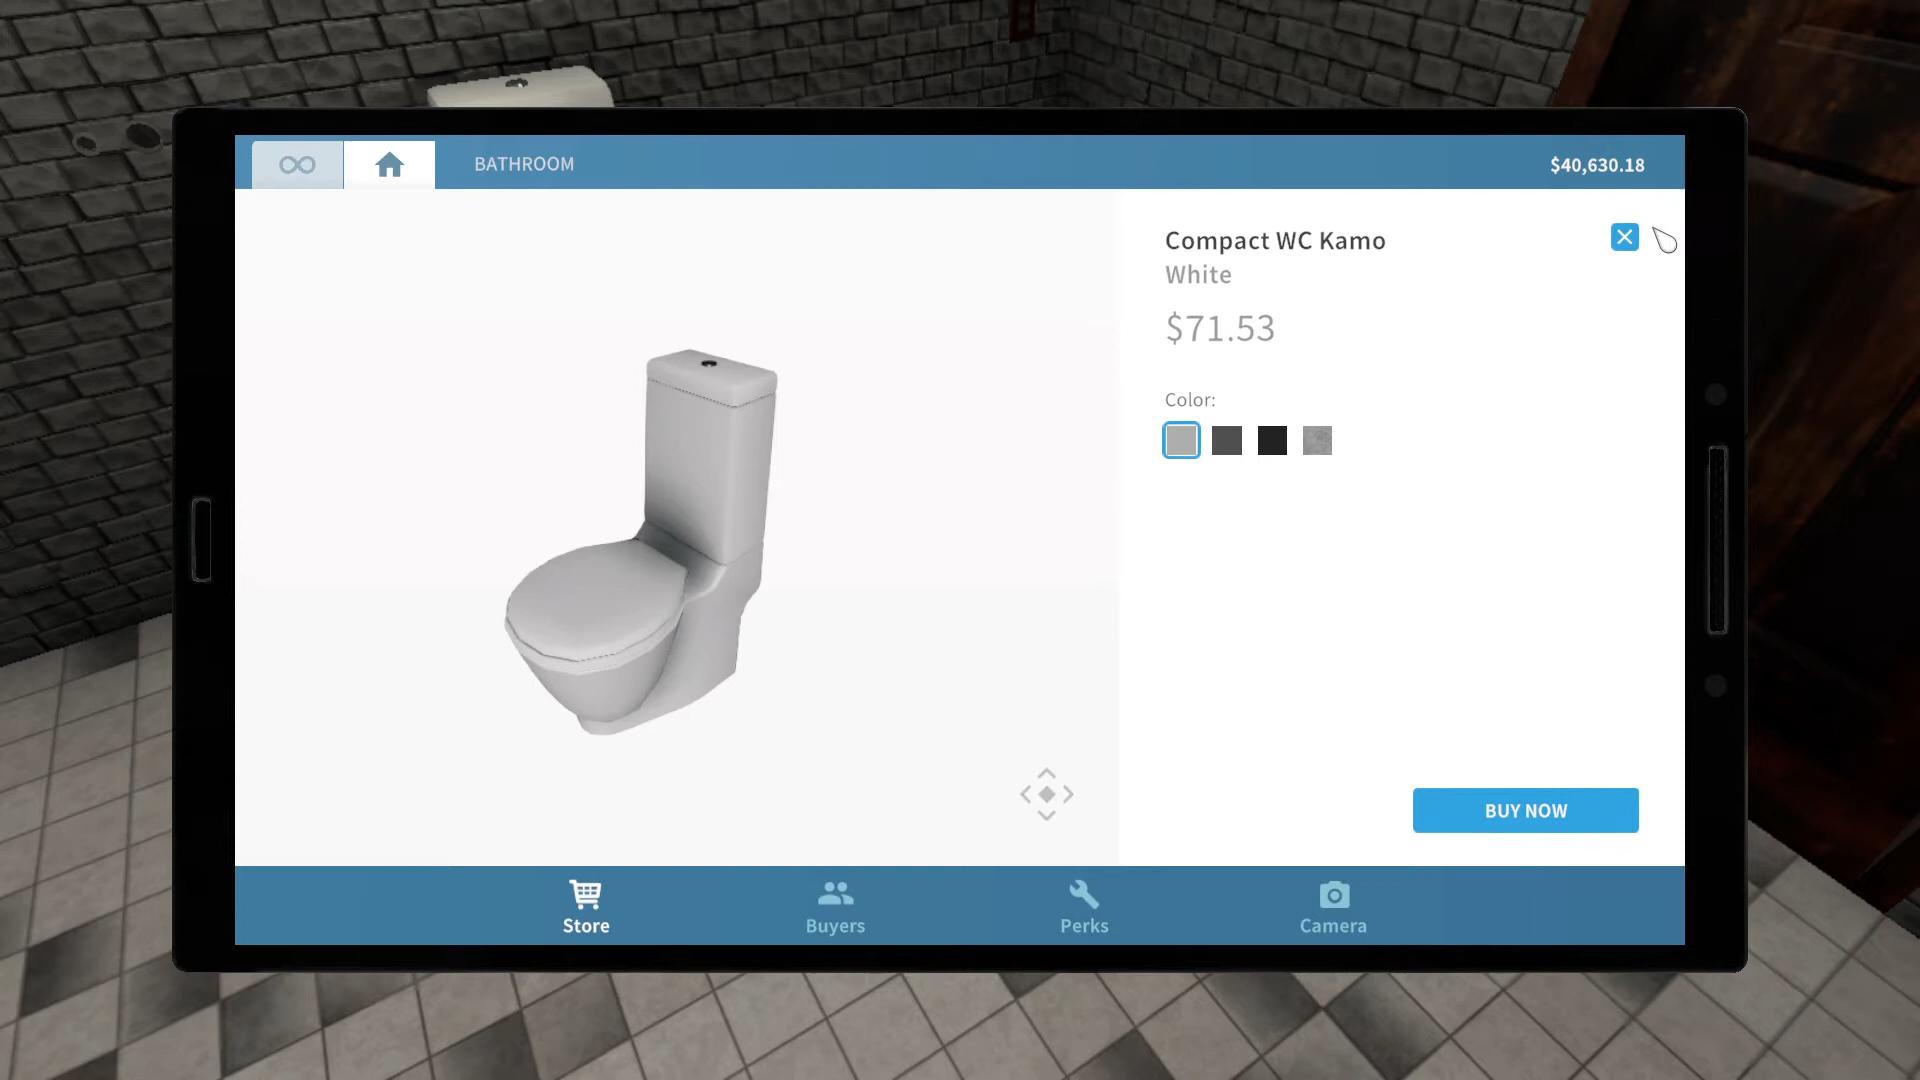 BATHROOM
$40,630.18
Compact WC Kamo
White
$71.53
Color:
BUY NOW
Store
Buyers
Perks
Camera